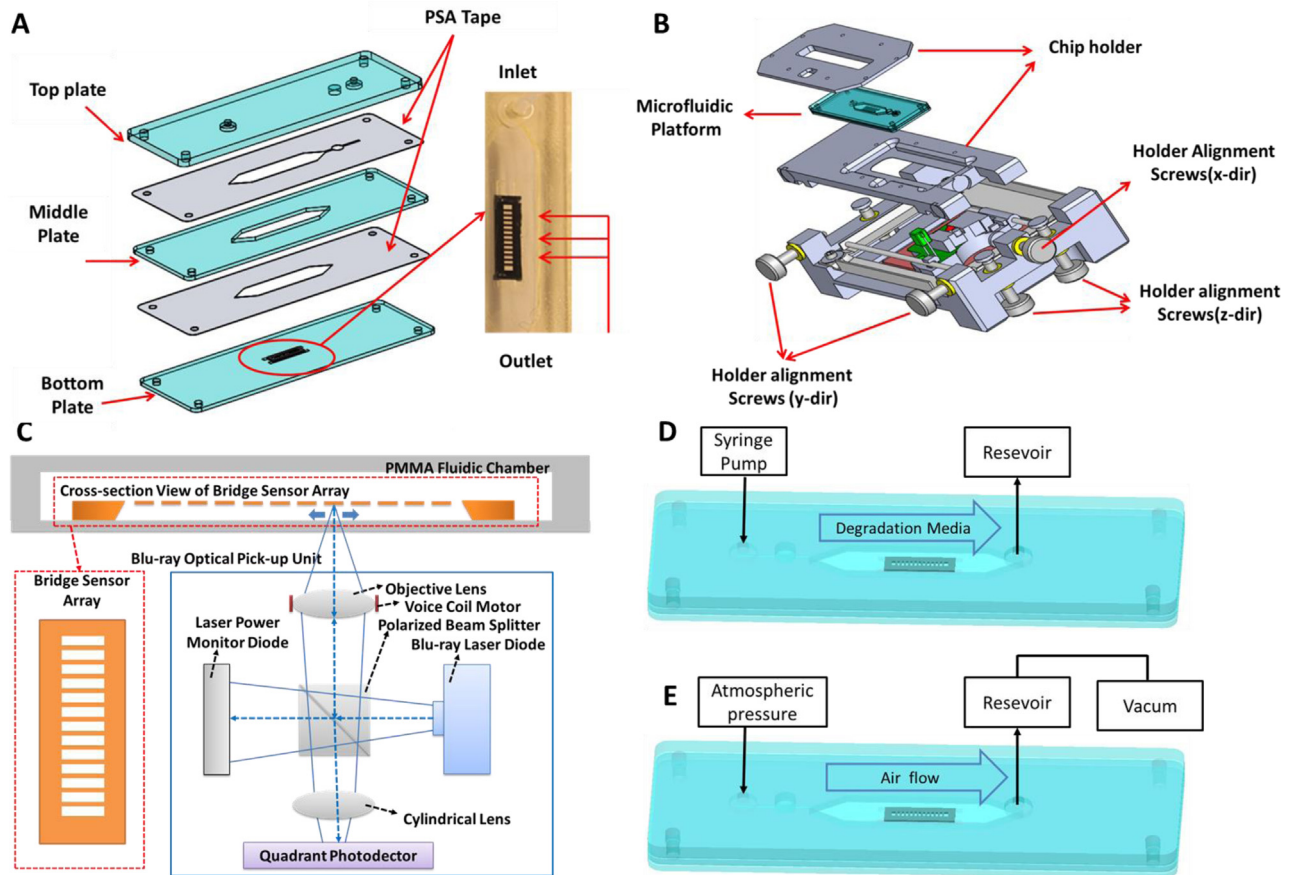 A
PSA Tape
Top plate
Inlet
Middle
Plate
Bottom
Plate
Outlet
B
Chip holder
Microfluidic
Platform
Holder Alignment
Screws(x-dir)
Holder alignment
Screws(z-dir)
Holder alignment
Screws (y-dir)
C
PMMA Fluidic Chamber
Cross-section View of Bridge Sensor Array
Blu-ray Optical Pick-up Unit
Bridge Sensor
Array
Objective Lens
Voice Coil Motor
Polarized Beam Splitter
Blu-ray Laser Diode
Laser Power
Monitor Diode
Cylindrical Lens
Quadrant Photodector
D
Syringe
Pump
Resevoir
Degradation Media
E
Atmospheric
pressure
Resevoir
Vacum
Air flow